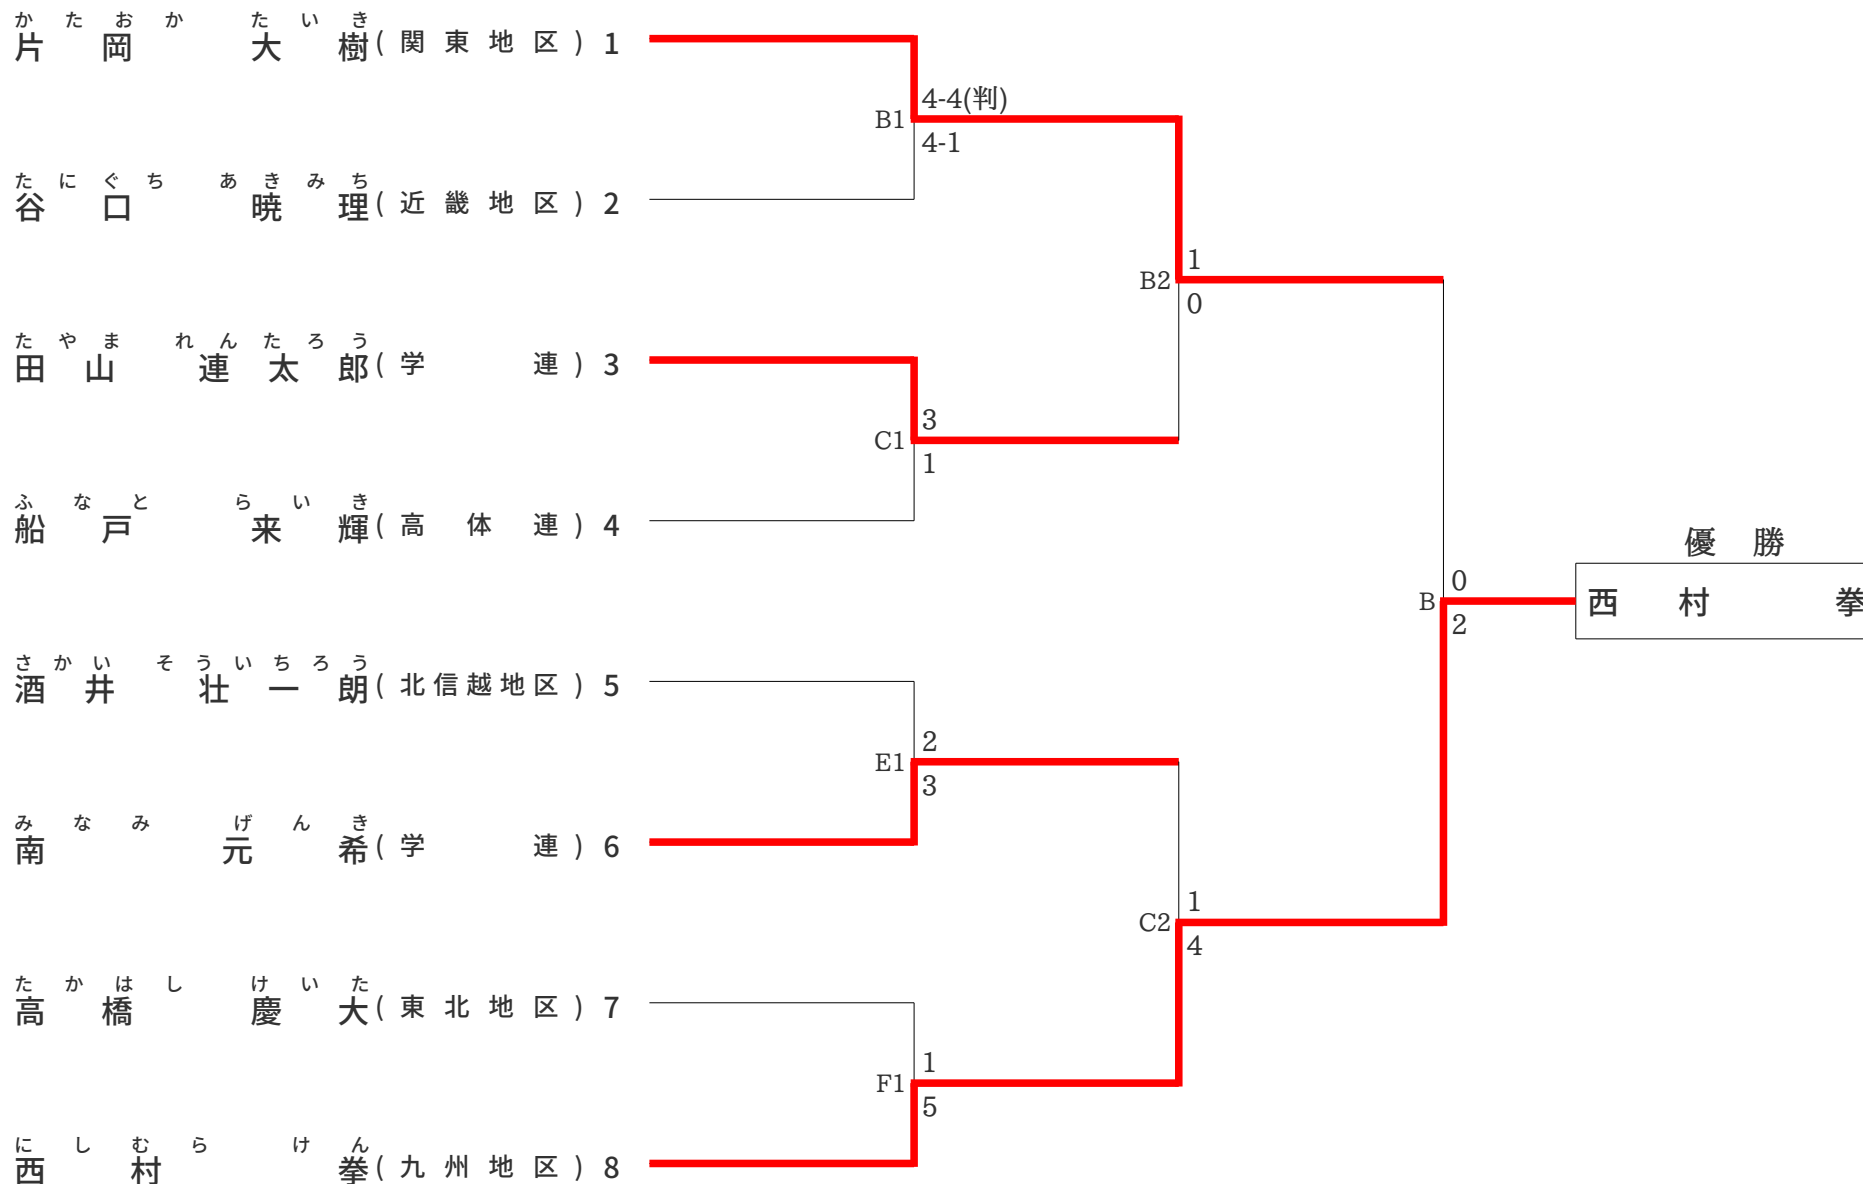 かたおか たいき
片岡 大樹(関東地区) 1
4-4(判)
B1
4-1
たにぐち あきみち
谷口 暁理(近畿地区) 2
1
B2
0
たやま れんたろう
田山 連太郎(学連) 3
3
C1
1
ふなと らいき
船戸 来輝(高体連) 4
優勝
0
B
西村 拳
2
さかい そういちろう
酒井 壮一朗(北信越地区) 5
2
E1
3
みなみ げんき
南 元希(学連) 6
1
C2
4
たかはし けいた
高橋 慶大(東北地区) 7
1
F1
5
にしむら けん
西村 拳(九州地区) 8